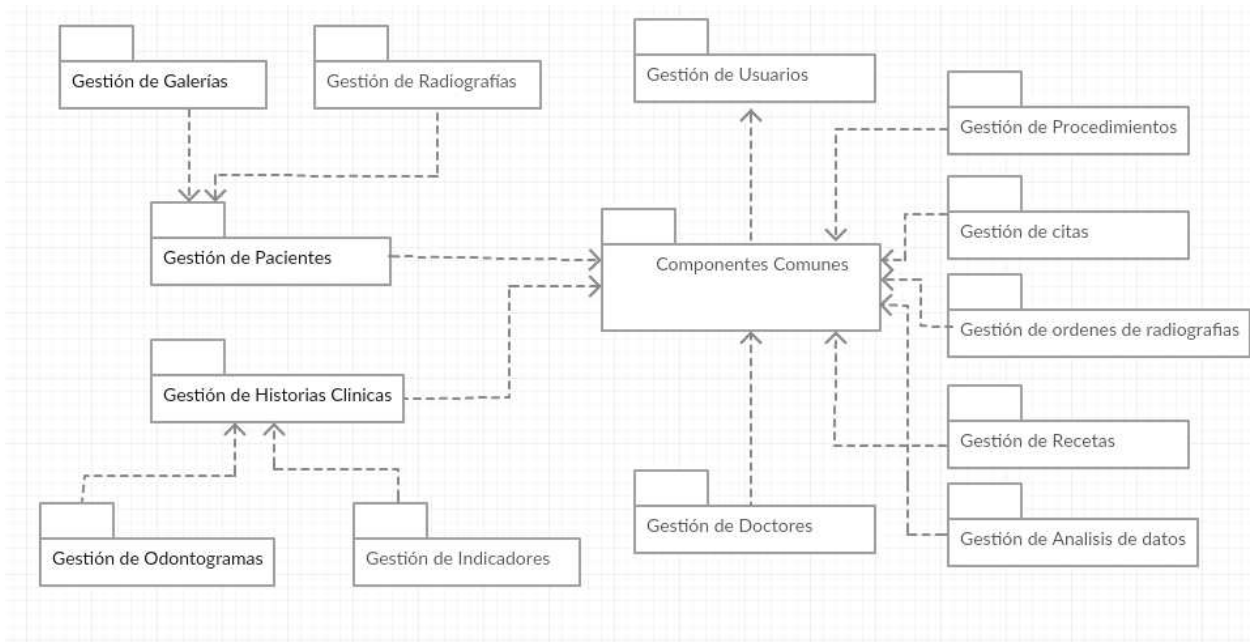 Gestión de Galerías
Gestión de Radiografías
Gestión de Usuarios
Gestión de Procedimientos
Gestión de citas
Gestión de Pacientes
Componentes Comunes
Gestión de ordenes de radiografias
Gestión de Historias Clinicas
Gestión de Recetas
Gestión de Doctores
Gestión de Analisis de datos
Gestión de Odontogramas
Gestión de Indicadores